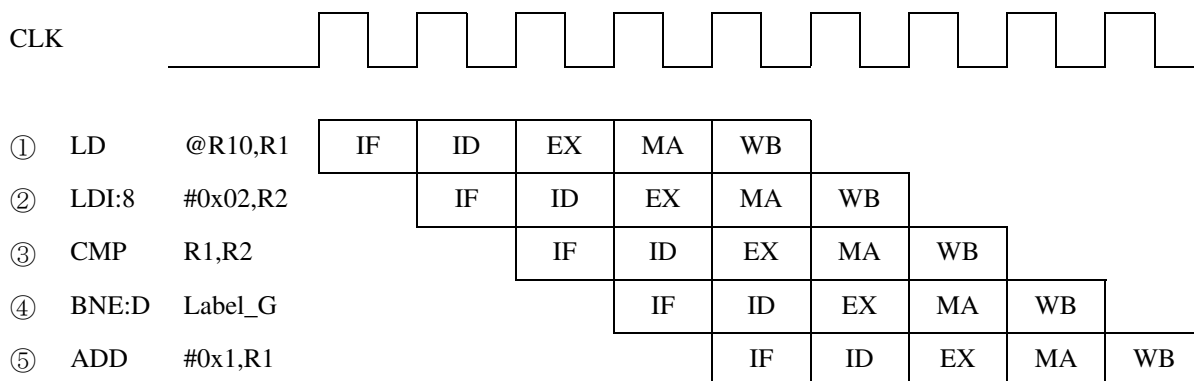 CLK
① LD @R10,R1 IF ID EX MA WB
② LDI:8 #0x02,R2 IF ID EX MA WB
③ CMP R1,R2 IF ID EX MA WB
④ BNE:D Label_G IF ID EX MA WB
⑤ ADD #0x1,R1 IF ID EX MA WB